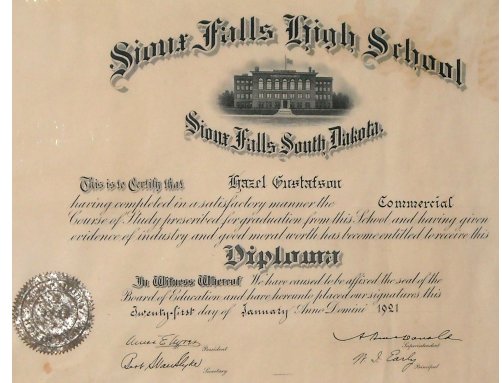 Sioux Falls High School
Sioux Falls South Dakota.
This is to Certify that Hazel Gustafson
having completed in a satisfactory manner the Commercial
Course of Study prescribed for graduation from this School and having given
evidence of industry and good moral worth has become entitled to receive this
Diploma
In Witness Whereof We have caused to be affixed the seal of the
Board of Education and have hereunto placed our signatures this
Twenty-first day of January Anno Domini 1921
President
Superintendent
Secretary
W. I. Early
Principal